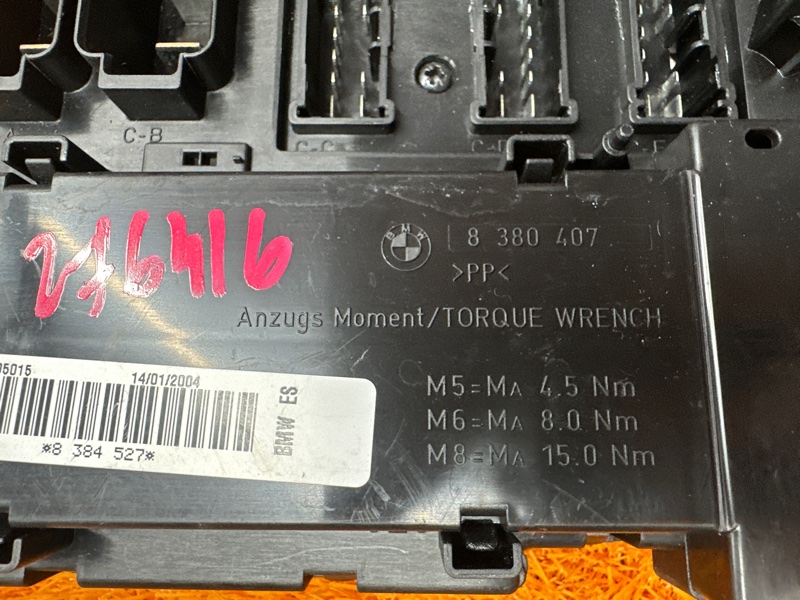 C-B
BMW
8 380 407
>PP<
276416
Anzugs Moment/TORQUE WRENCH
M5=MA 4.5 Nm
M6=MA 8.0 Nm
M8=MA 15.0 Nm
14/01/2004
*8 384 527*
BMW ES